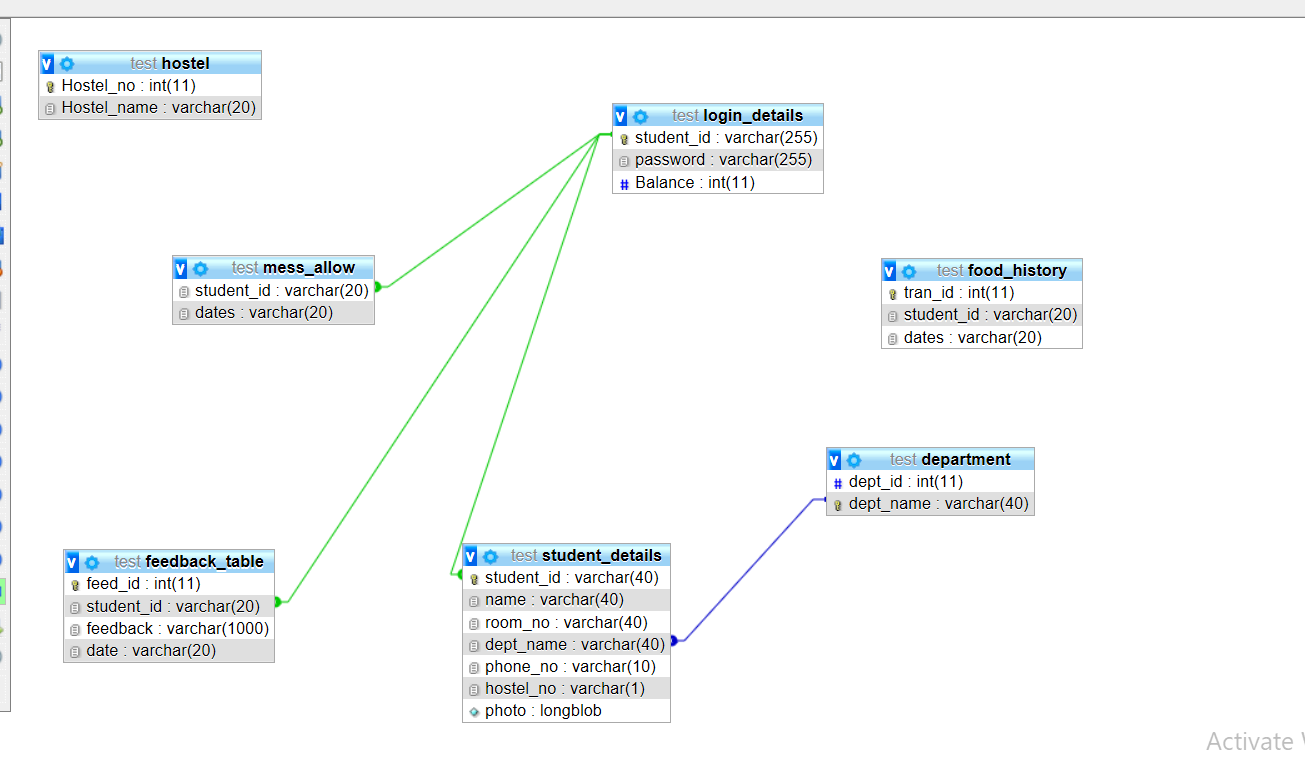 v test hostel
Hostel_no : int(11)
Hostel_name : varchar(20)
v test login_details
student_id : varchar(255)
password : varchar(255)
# Balance : int(11)
v test mess_allow
student_id : varchar(20)
dates : varchar(20)
v test food_history
tran_id : int(11)
student_id : varchar(20)
dates : varchar(20)
v test department
# dept_id : int(11)
dept_name : varchar(40)
v test feedback_table
feed_id : int(11)
student_id : varchar(20)
feedback : varchar(1000)
date : varchar(20)
v test student_details
student_id : varchar(40)
name : varchar(40)
room_no : varchar(40)
dept_name : varchar(40)
phone_no : varchar(10)
hostel_no : varchar(1)
photo : longblob
Activate